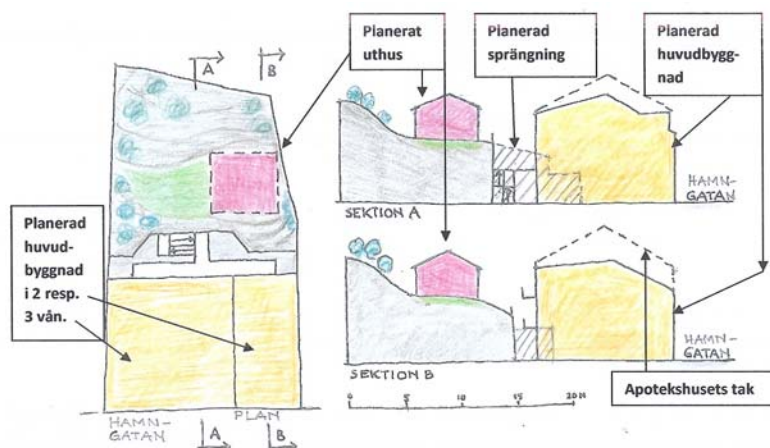 Planerat
uthus
Planerad
sprängning
Planerad
huvudbygg-
nad
A
B
HAMN-
GATAN
SEKTION A
Planerad
huvud-
byggnad
i 2 resp.
3 vån.
HAMN-
GATAN
SEKTION B
Apotekshusets tak
HAMN-
GATAN
PLAN
A
B
0
5
10
15
20 M